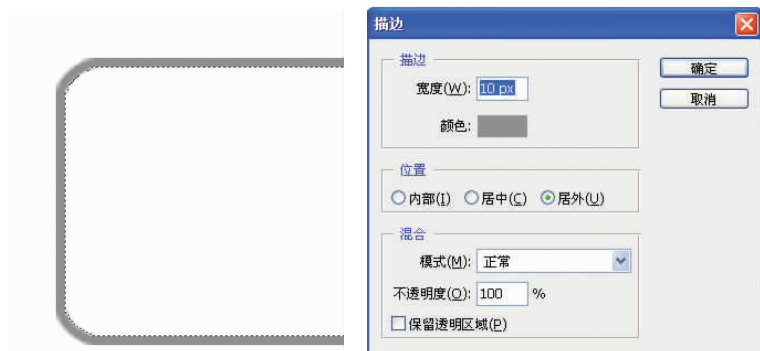 描边
描边
宽度(W): 10 px
颜色:
确定
取消
位置
内部(I) 居中(C) 居外(U)
混合
模式(M): 正常
不透明度(O): 100 %
保留透明区域(P)